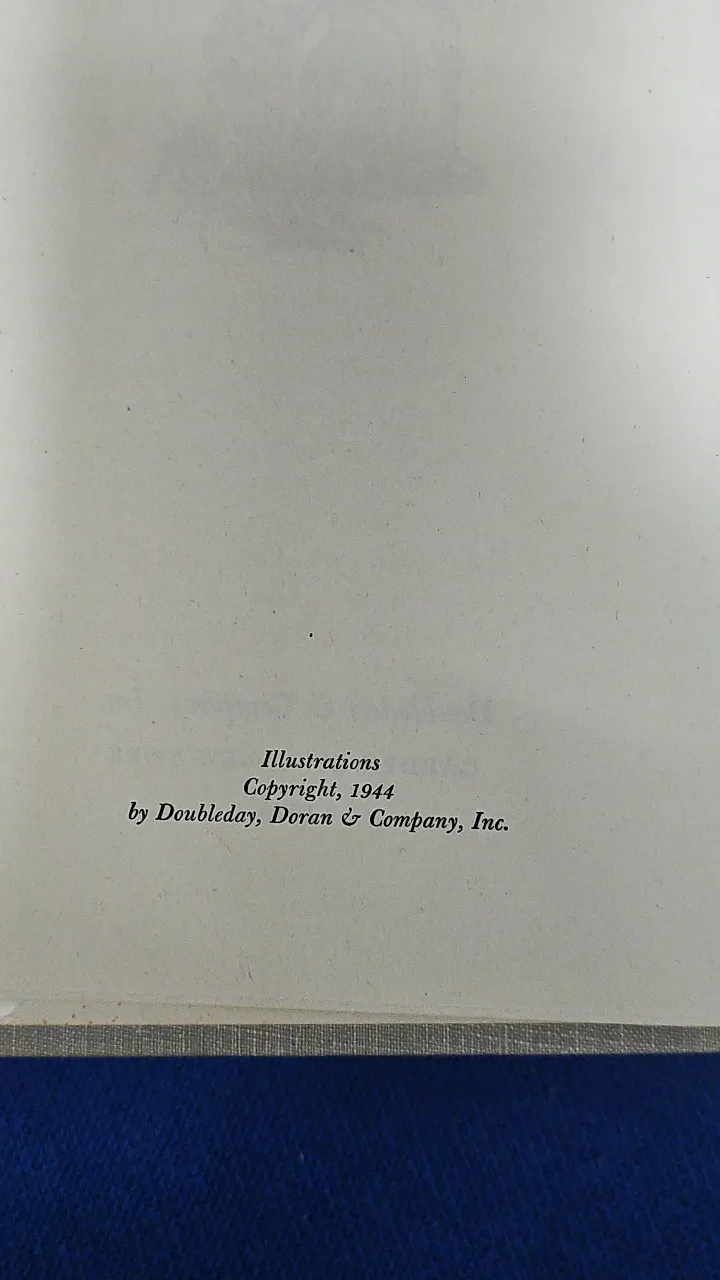 Illustrations
Copyright, 1944
by Doubleday, Doran & Company, Inc.